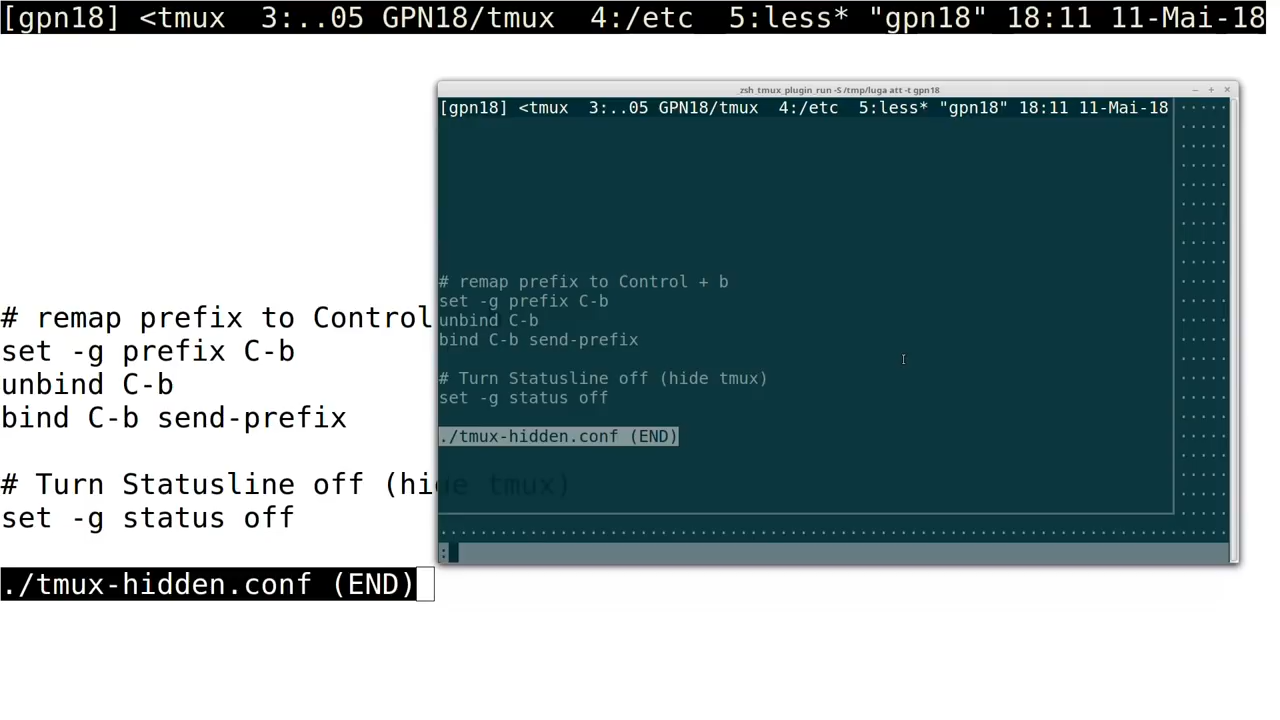 [gpn18] <tmux  3:..05 GPN18/tmux  4:/etc  5:less* "gpn18" 18:11 11-Mai-18
# remap prefix to Control
set -g prefix C-b
unbind C-b
bind C-b send-prefix
# Turn Statusline off (hide tmux)
set -g status off
./tmux-hidden.conf (END)
_zsh_tmux_plugin_run -S /tmp/luga att -t gpn18
[gpn18] <tmux  3:..05 GPN18/tmux  4:/etc  5:less* "gpn18" 18:11 11-Mai-18
# remap prefix to Control + b
set -g prefix C-b
unbind C-b
bind C-b send-prefix
# Turn Statusline off (hide tmux)
set -g status off
./tmux-hidden.conf (END)
: